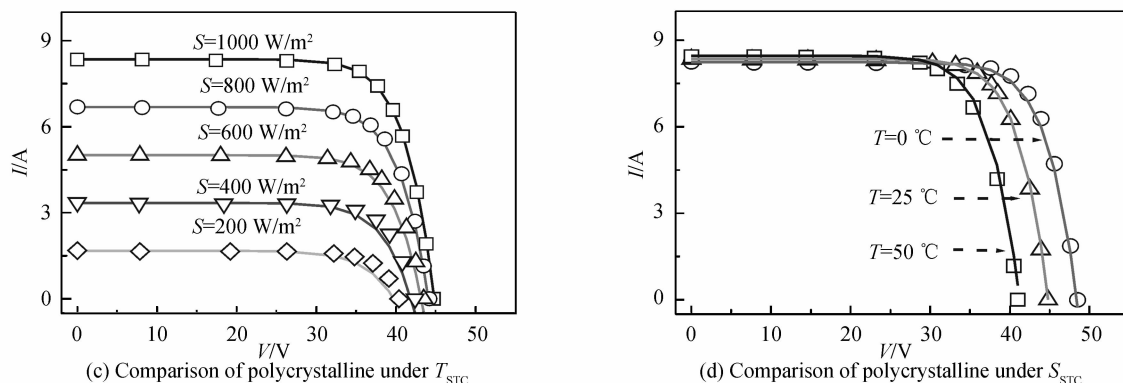 9
6
3
0
I/A
S=1000 W/m²
S=800 W/m²
S=600 W/m²
S=400 W/m²
S=200 W/m²
0 10 20 30 40 50
V/V
(c) Comparison of polycrystalline under T_STC
9
6
3
0
I/A
T=0 ℃
T=25 ℃
T=50 ℃
0 10 20 30 40 50
V/V
(d) Comparison of polycrystalline under S_STC